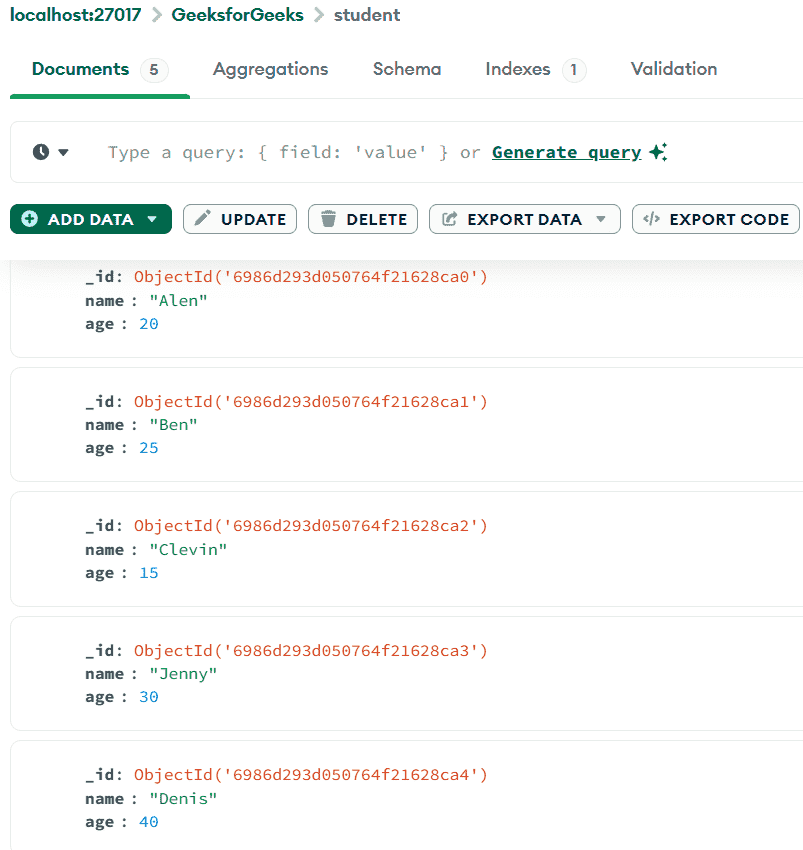 localhost:27017 > GeeksforGeeks > student
Documents 5 Aggregations Schema Indexes 1 Validation
Type a query: { field: 'value' } or Generate query
ADD DATA UPDATE DELETE EXPORT DATA EXPORT CODE
_id: ObjectId('6986d293d050764f21628ca0')
name : "Alen"
age : 20
_id: ObjectId('6986d293d050764f21628ca1')
name : "Ben"
age : 25
_id: ObjectId('6986d293d050764f21628ca2')
name : "Clevin"
age : 15
_id: ObjectId('6986d293d050764f21628ca3')
name : "Jenny"
age : 30
_id: ObjectId('6986d293d050764f21628ca4')
name : "Denis"
age : 40